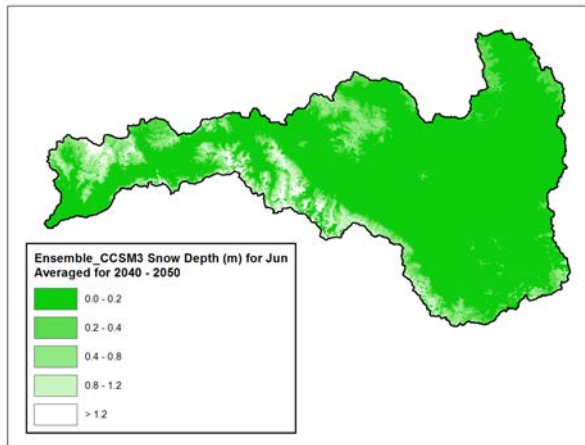 Ensemble_CCSM3 Snow Depth (m) for Jun
Averaged for 2040 - 2050
0.0 - 0.2
0.2 - 0.4
0.4 - 0.8
0.8 - 1.2
> 1.2